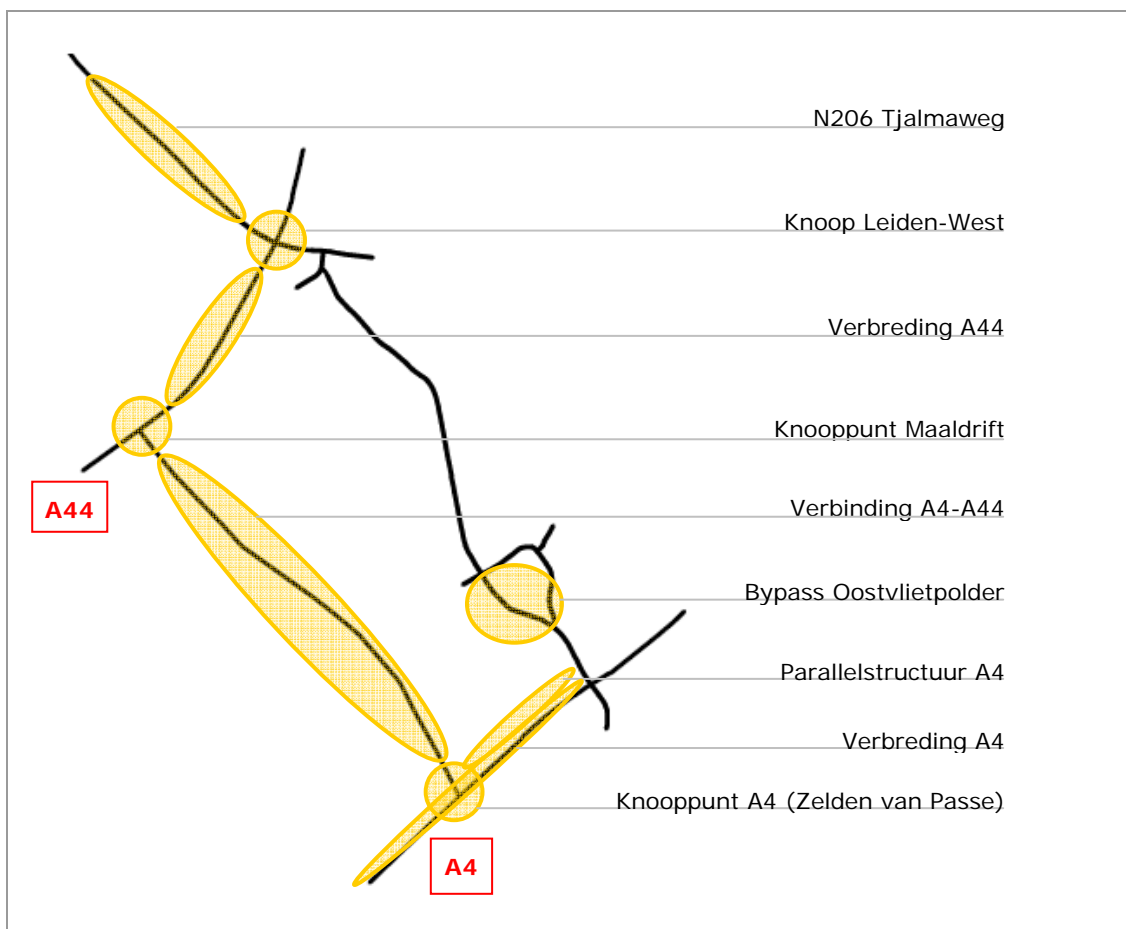 N206 Tjalmaweg
Knoop Leiden-West
Verbreding A44
Knooppunt Maaldrift
A44
Verbinding A4-A44
Bypass Oostvlietpolder
Parallelstructuur A4
Verbreding A4
Knooppunt A4 (Zelden van Passe)
A4